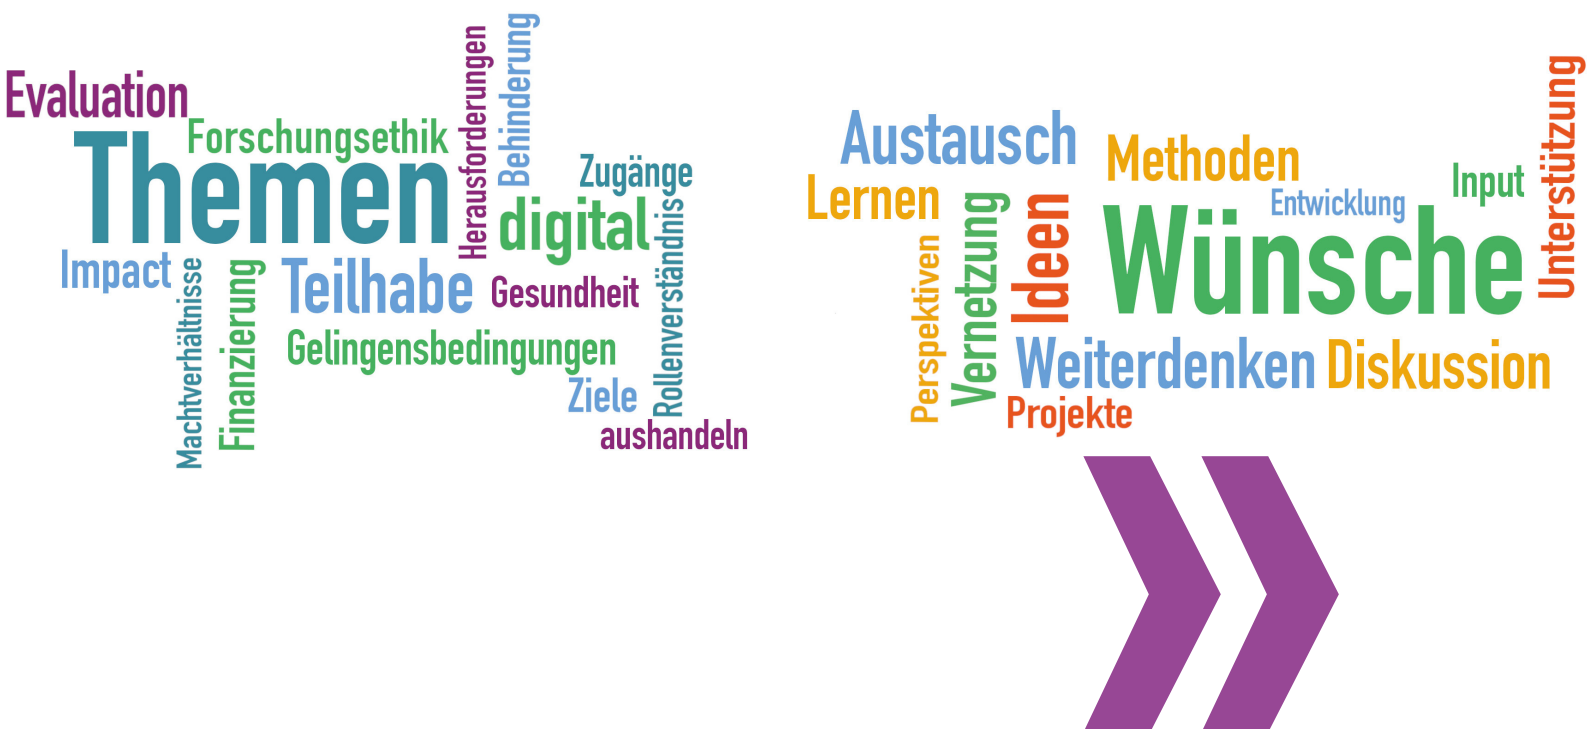 Evaluation
Forschungsethik
Themen
Herausforderungen
Behinderung
Zugänge
digital
Rollenverständnis
Impact
Machtverhältnisse
Finanzierung
Teilhabe
Gesundheit
Gelingensbedingungen
Ziele
aushandeln
Austausch
Methoden
Lernen
Entwicklung
Input
Unterstützung
Perspektiven
Vernetzung
Ideen
Wünsche
Weiterdenken
Diskussion
Projekte